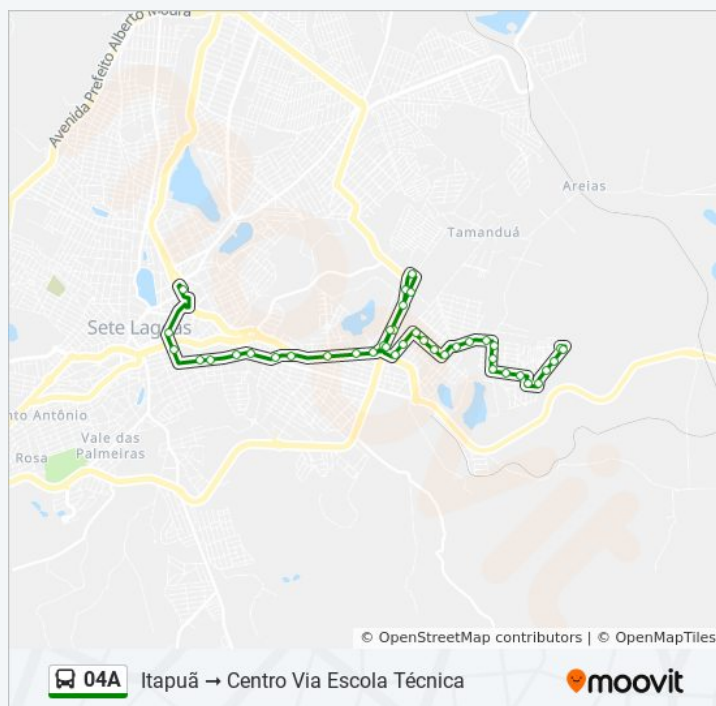 Avenida Prefeito Alberto Moura
Areias
Tamanduá
Sete Lagoas
nto Antônio
Vale das
Palmeiras
Rosa
© OpenStreetMap contributors | © OpenMapTiles
04A Itapuã → Centro Via Escola Técnica
moovit